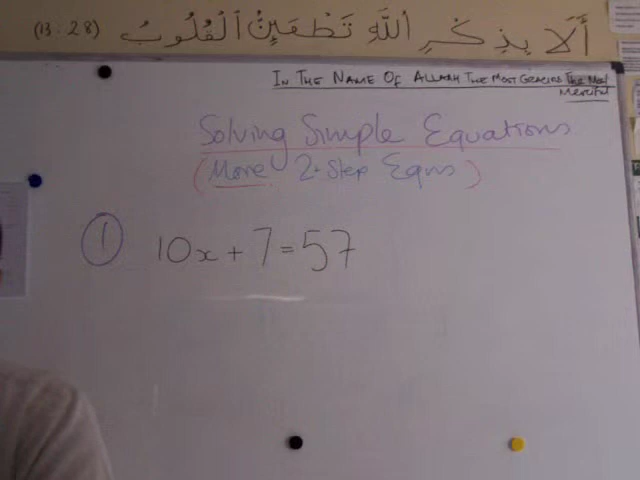 أَلَا بِذِكْرِ اللَّهِ تَطْمَئِنُّ الْقُلُوبُ (13:28)
IN THE NAME OF ALLAAH THE MOST GRACIOUS THE MOST
MERCIFUL
Solving Simple Equations
(More 2-Step Eqns)
① 10x + 7 = 57